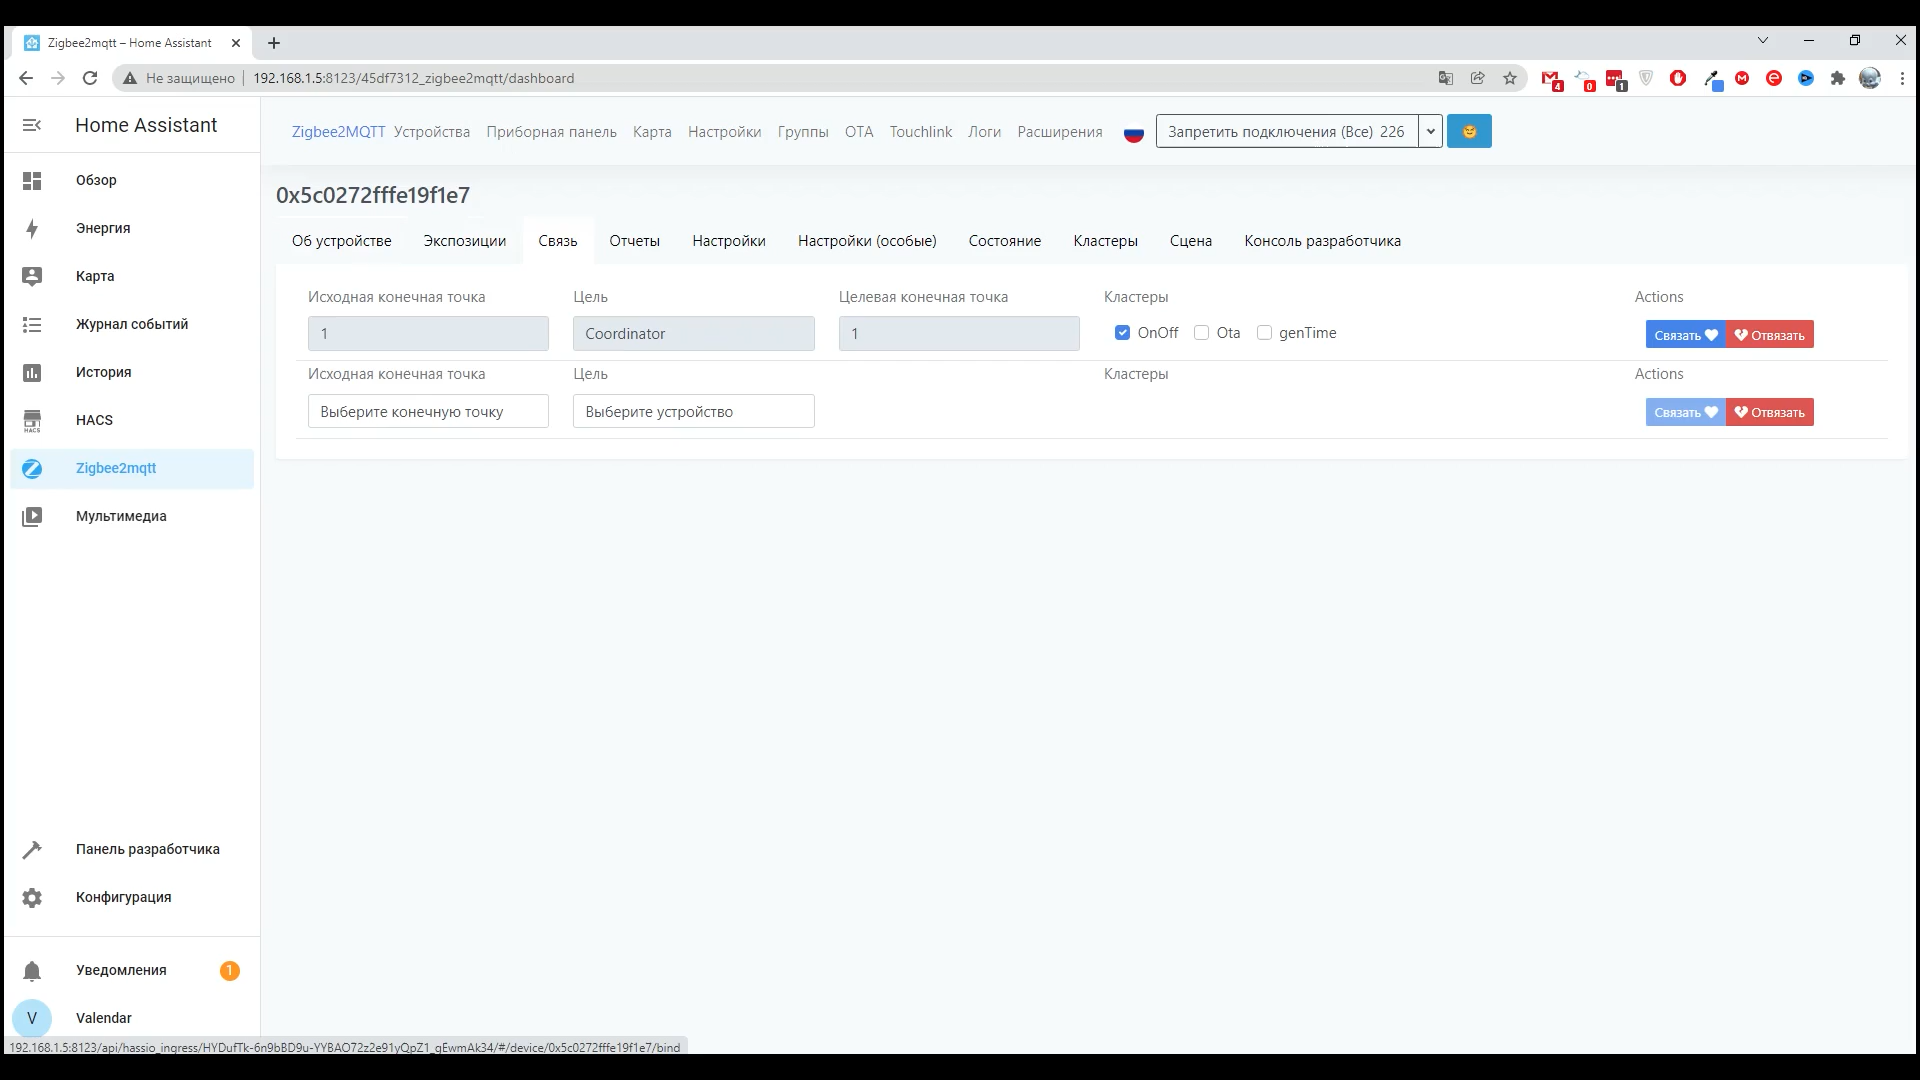 Zigbee2mqtt – Home Assistant
Не защищено 192.168.1.5:8123/45df7312_zigbee2mqtt/dashboard
4 0 1
Home Assistant
Обзор
Энергия
Карта
Журнал событий
История
HACS
HACS
Zigbee2mqtt
Мультимедиа
Панель разработчика
Конфигурация
Уведомления 1
V Valendar
Zigbee2MQTT Устройства Приборная панель Карта Настройки Группы OTA Touchlink Логи Расширения Запретить подключения (Все) 226
0x5c0272fffe19f1e7
Об устройстве Экспозиции Связь Отчеты Настройки Настройки (особые) Состояние Кластеры Сцена Консоль разработчика
Исходная конечная точка Цель Целевая конечная точка Кластеры Actions
1 Coordinator 1 OnOff Ota genTime Связать Отвязать
Исходная конечная точка Цель Кластеры Actions
Выберите конечную точку Выберите устройство Связать Отвязать
192.168.1.5:8123/api/hassio_ingress/HYDufTk-6n9bBD9u-YYBAO72z2e91yQpZ1_gEwmAk34/#/device/0x5c0272fffe19f1e7/bind